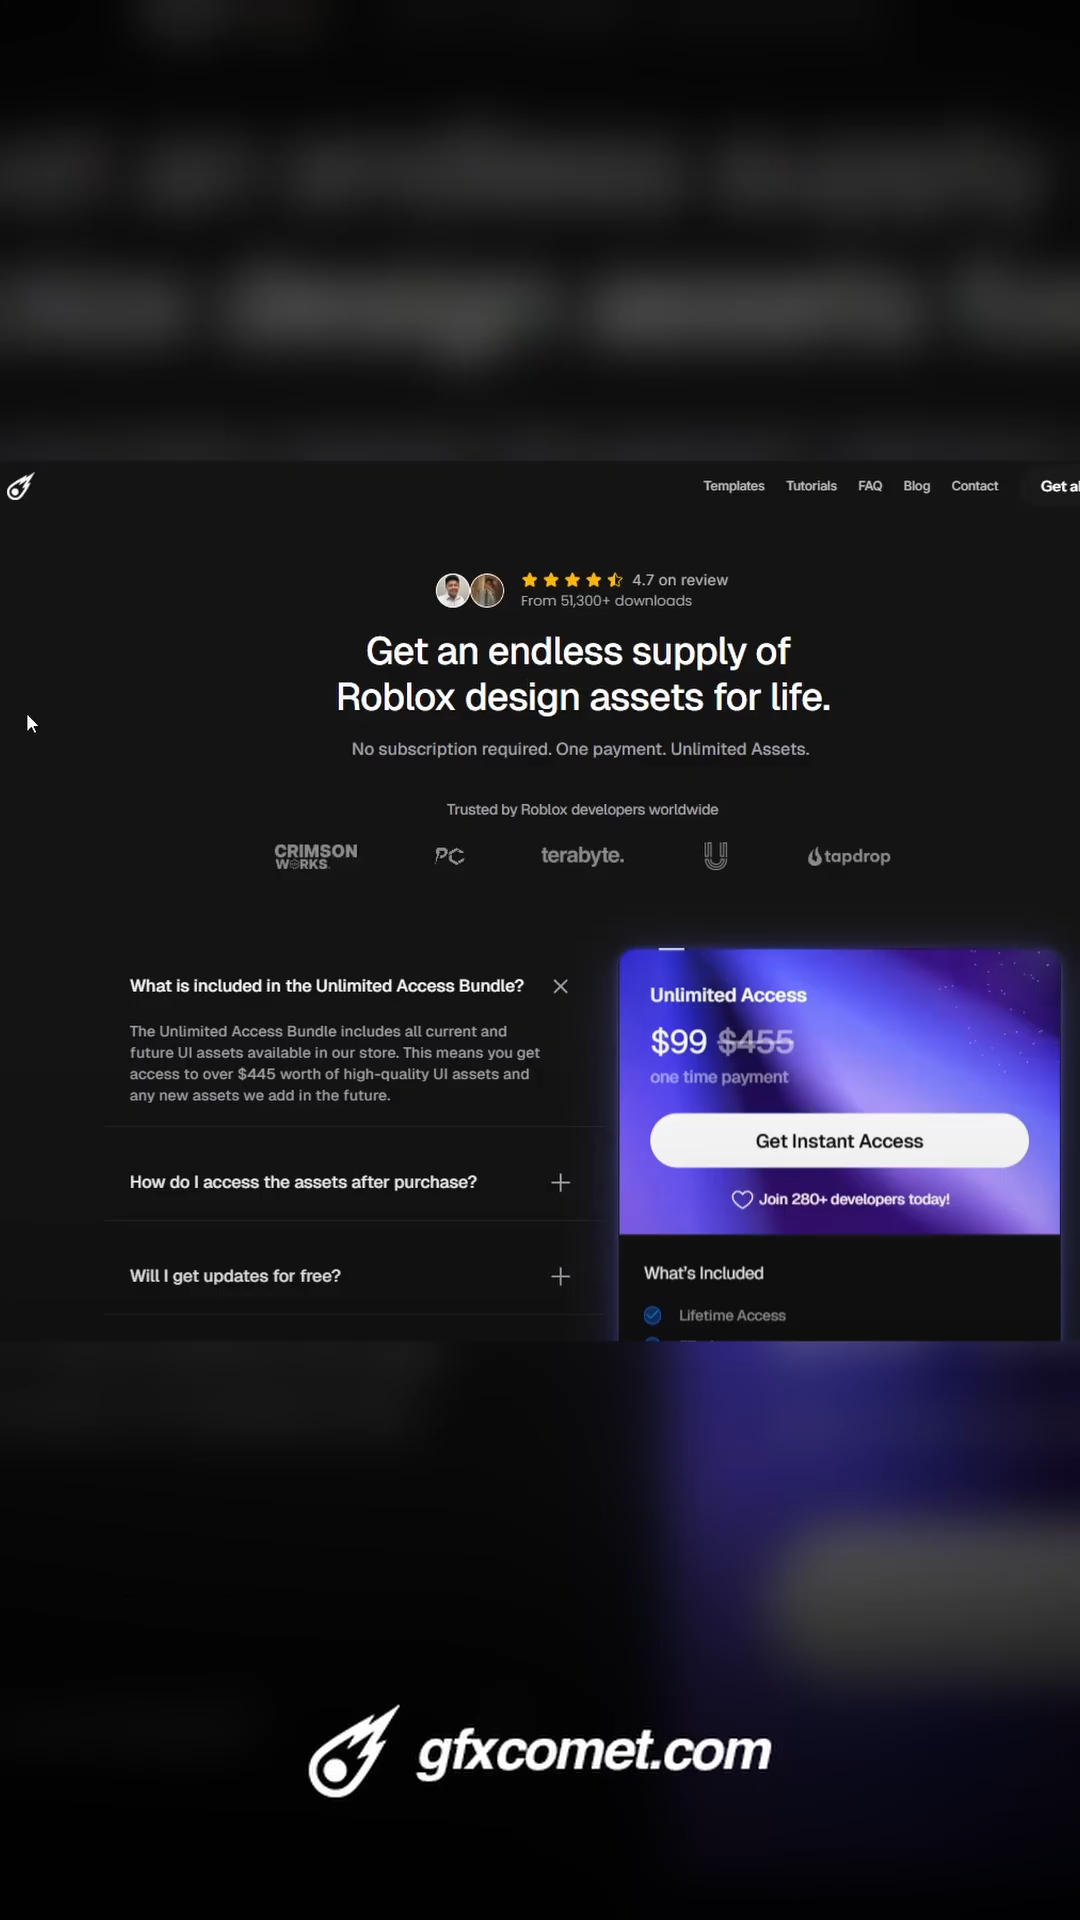 Templates Tutorials FAQ Blog Contact Get al
4.7 on review
From 51,300+ downloads
Get an endless supply of
Roblox design assets for life.
No subscription required. One payment. Unlimited Assets.
Trusted by Roblox developers worldwide
CRIMSON
WORKS.
PC
terabyte.
U
tapdrop
What is included in the Unlimited Access Bundle?
The Unlimited Access Bundle includes all current and
future UI assets available in our store. This means you get
access to over $445 worth of high-quality UI assets and
any new assets we add in the future.
How do I access the assets after purchase?
Will I get updates for free?
Unlimited Access
$99 $455
one time payment
Get Instant Access
Join 280+ developers today!
What's Included
Lifetime Access
gfxcomet.com